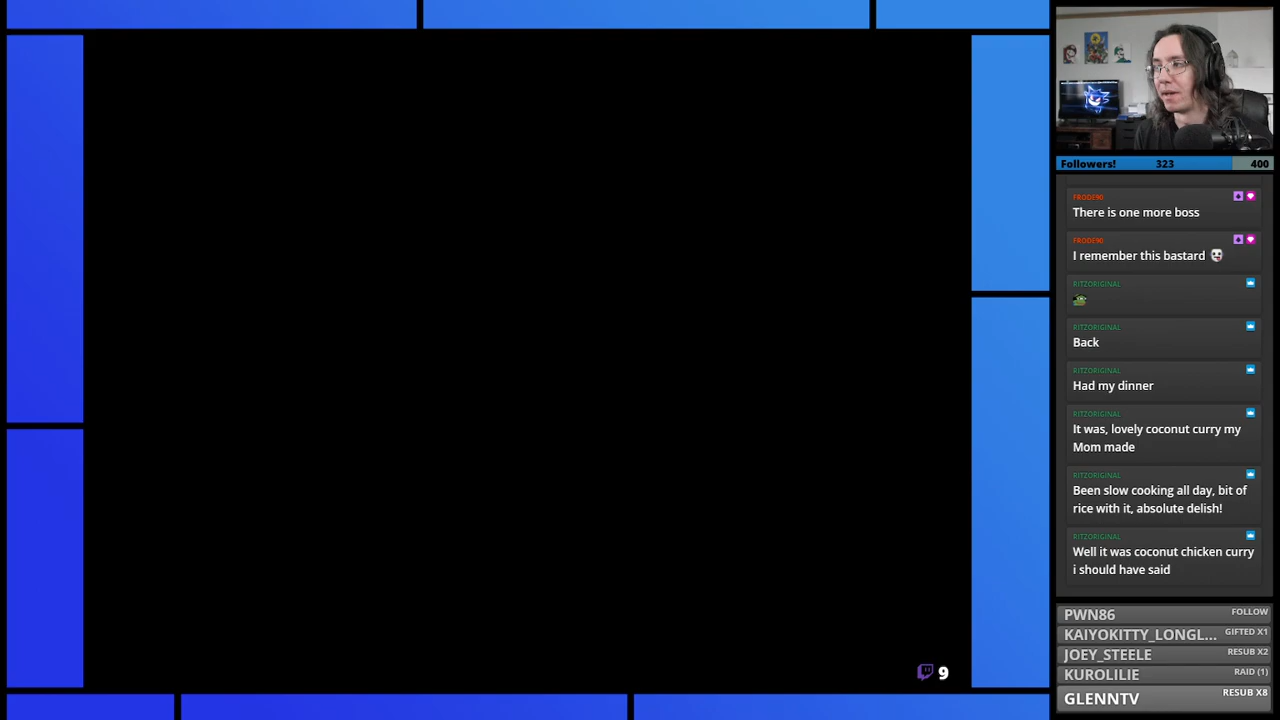 Followers! 323 400
FRODE90
There is one more boss
FRODE90
I remember this bastard
RITZORIGINAL
RITZORIGINAL
Back
RITZORIGINAL
Had my dinner
RITZORIGINAL
It was, lovely coconut curry my
Mom made
RITZORIGINAL
Been slow cooking all day, bit of
rice with it, absolute delish!
RITZORIGINAL
Well it was coconut chicken curry
i should have said
PWN86 FOLLOW
KAIYOKITTY_LONGL... GIFTED X1
JOEY_STEELE RESUB X2
KUROLILIE RAID (1)
GLENNTV RESUB X8
9